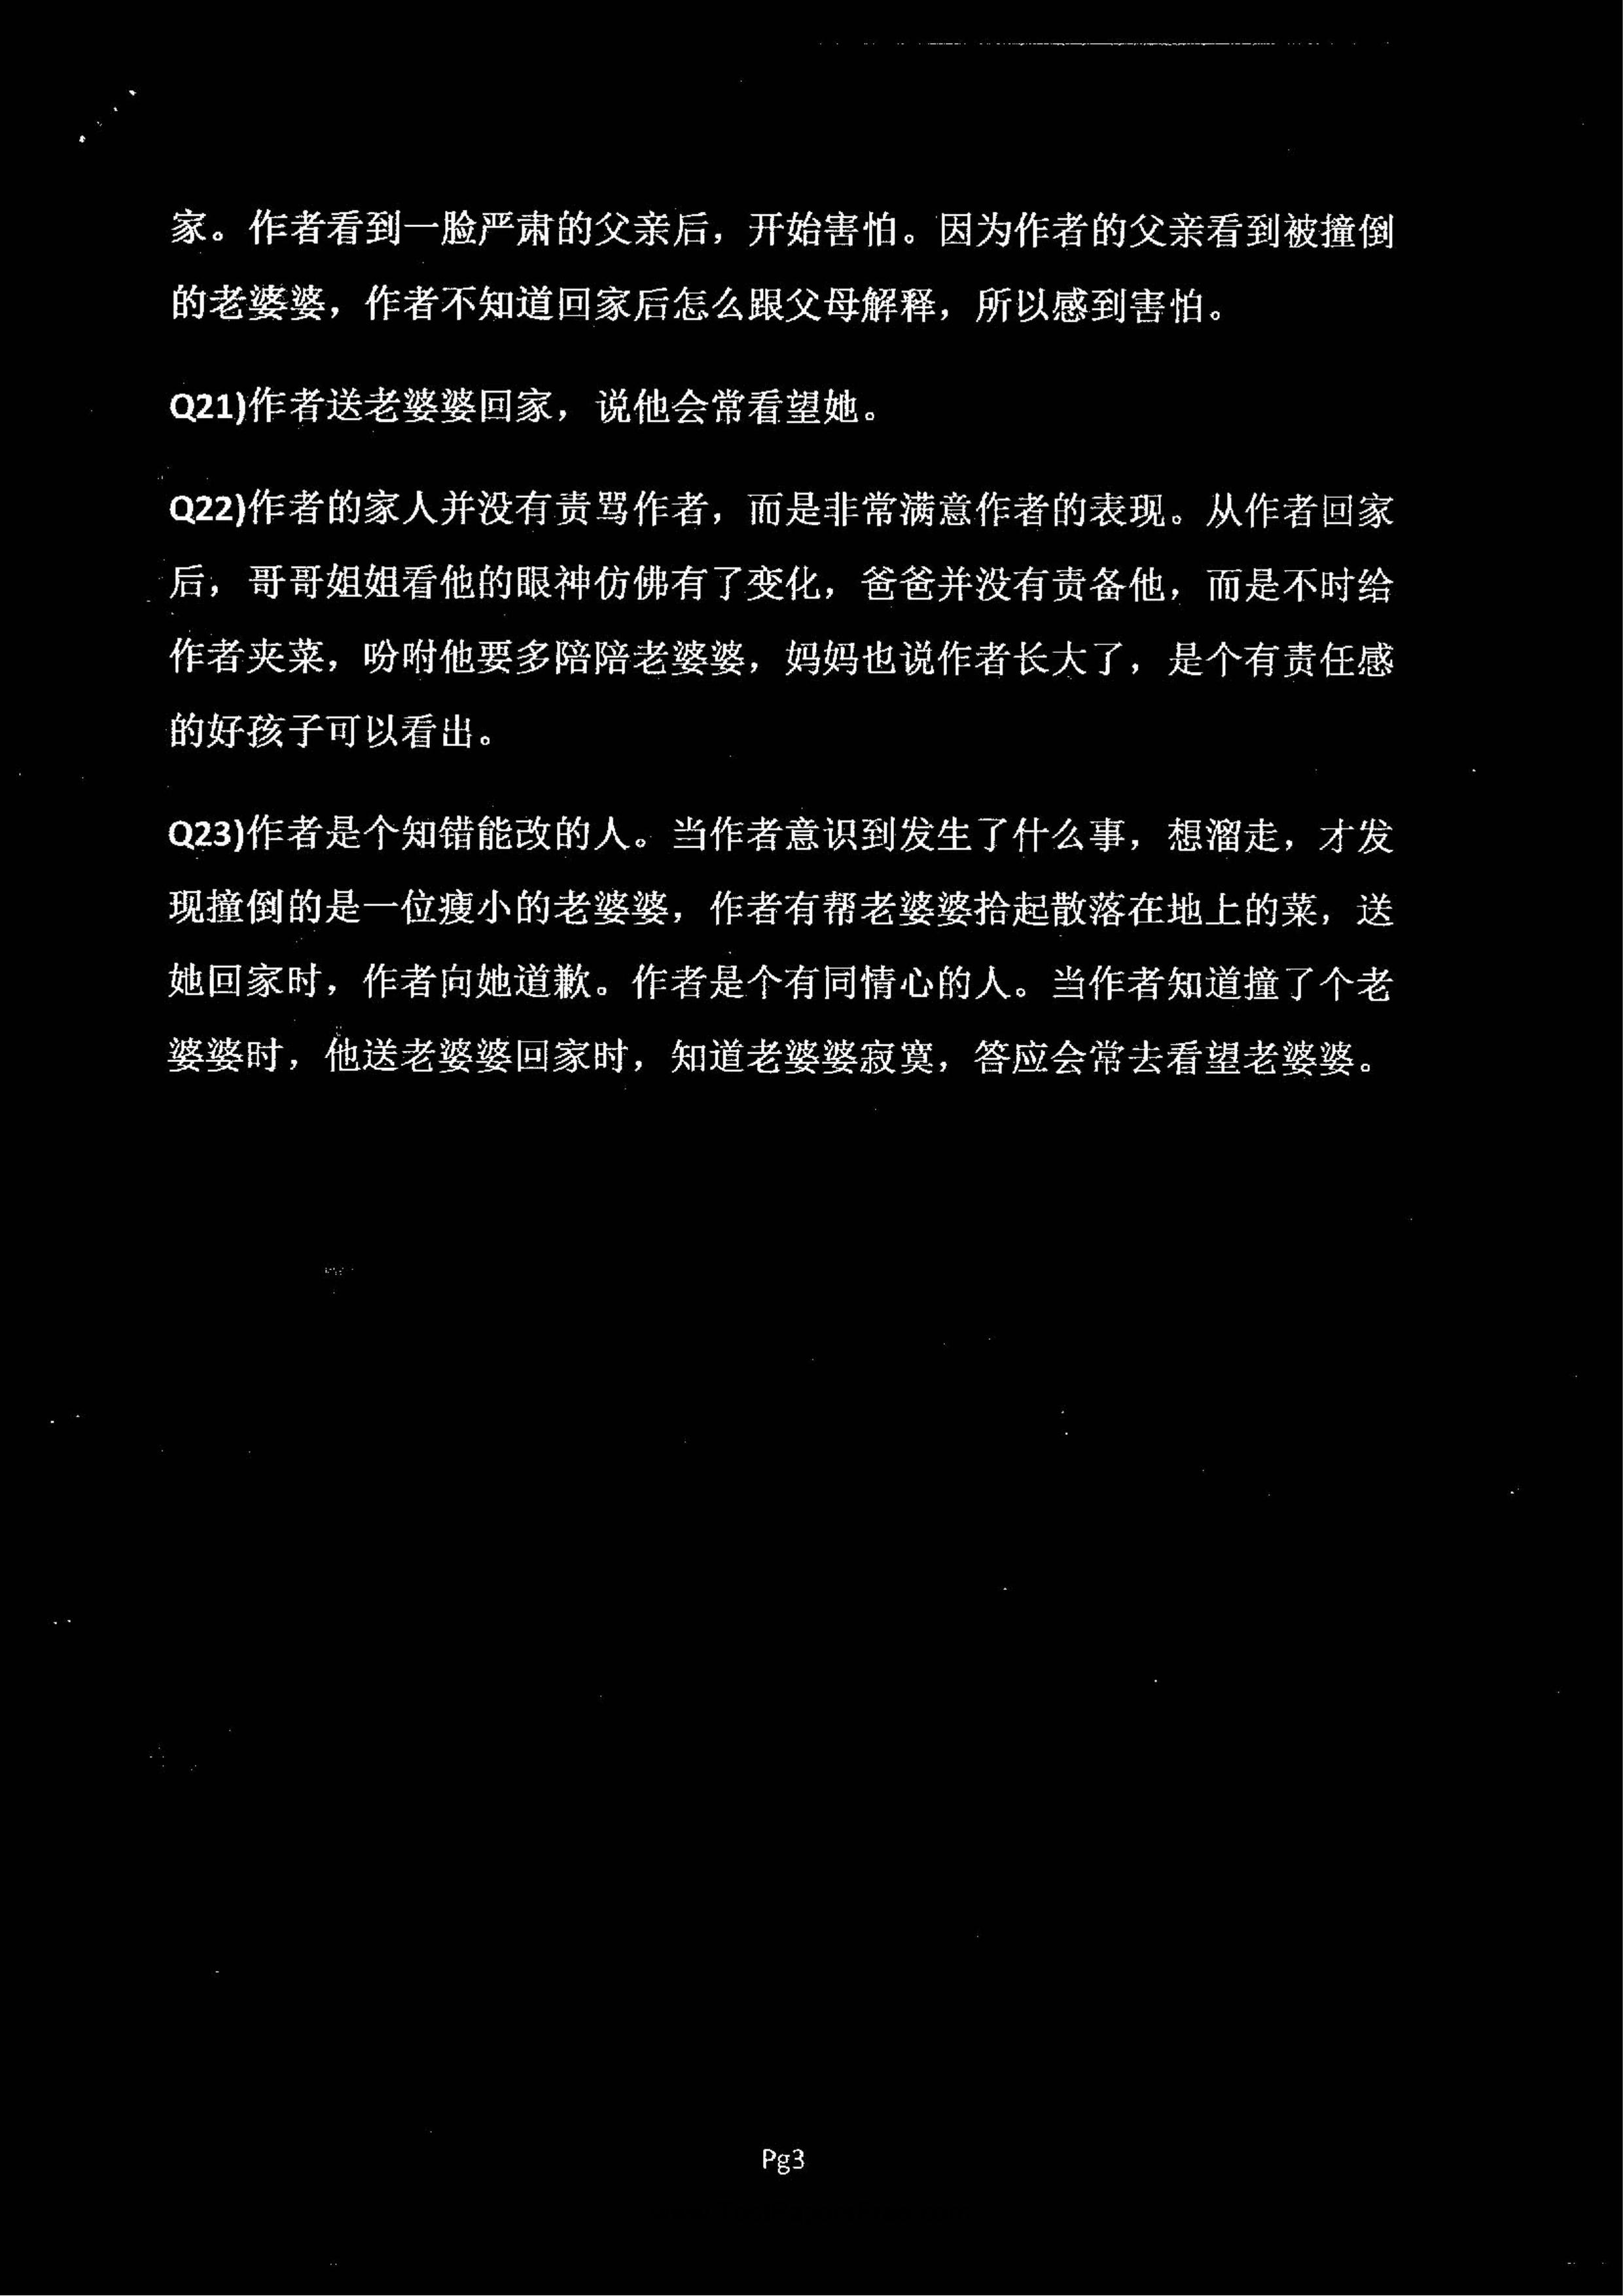 家。作者看到一脸严肃的父亲后，开始害怕。因为作者的父亲看到被撞倒
的老婆婆，作者不知道回家后怎么跟父母解释，所以感到害怕。
Q21)作者送老婆婆回家，说他会常看望她。
Q22)作者的家人并没有责骂作者，而是非常满意作者的表现。从作者回家
后，哥哥姐姐看他的眼神仿佛有了变化，爸爸并没有责备他，而是不时给
作者夹菜，吩咐他要多陪陪老婆婆，妈妈也说作者长大了，是个有责任感
的好孩子可以看出。
Q23)作者是个知错能改的人。当作者意识到发生了什么事，想溜走，才发
现撞倒的是一位瘦小的老婆婆，作者有帮老婆婆拾起散落在地上的菜，送
她回家时，作者向她道歉。作者是个有同情心的人。当作者知道撞了个老
婆婆时，他送老婆婆回家时，知道老婆婆寂寞，答应会常去看望老婆婆。
Pg3